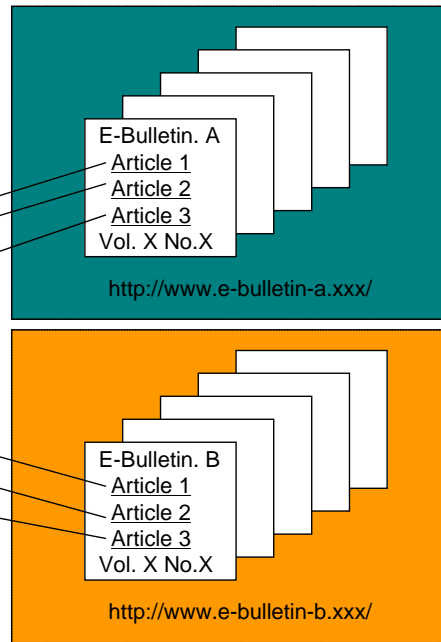 E-Bulletin. A
Article 1
Article 2
Article 3
Vol. X No.X
http://www.e-bulletin-a.xxx/
E-Bulletin. B
Article 1
Article 2
Article 3
Vol. X No.X
http://www.e-bulletin-b.xxx/